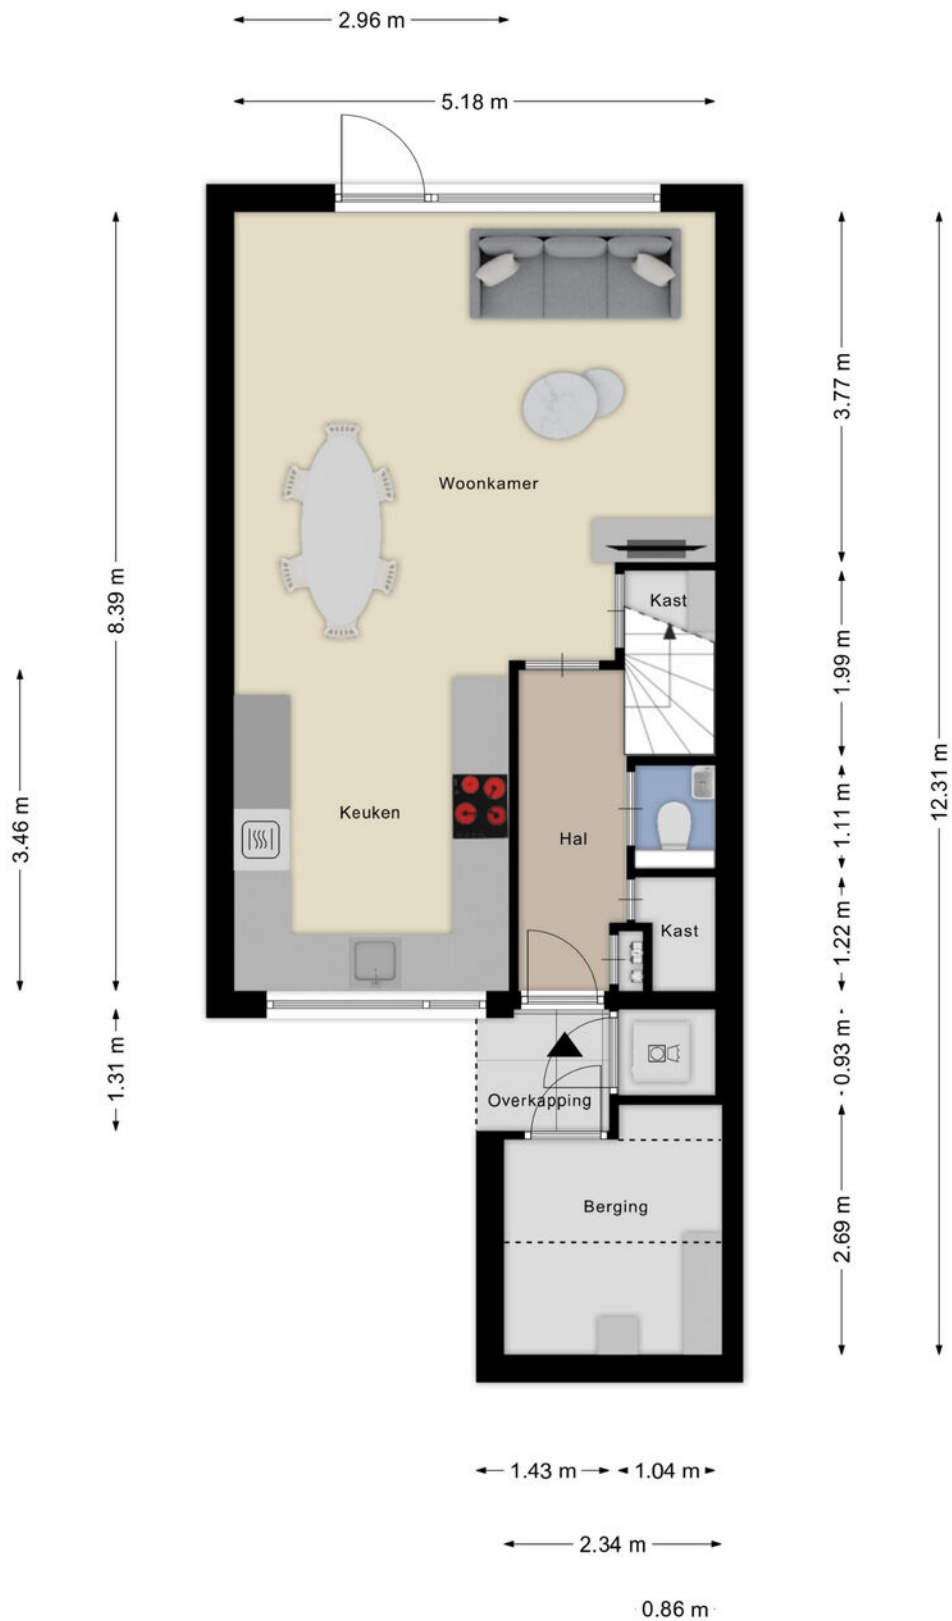 2.96 m
5.18 m
3.77 m
Woonkamer
8.39 m
Kast
1.99 m
12.31 m
Keuken
3.46 m
Hal
1.11 m
Kast
1.22 m
0.93 m
1.31 m
Overkapping
Berging
2.69 m
1.43 m
1.04 m
2.34 m
0.86 m